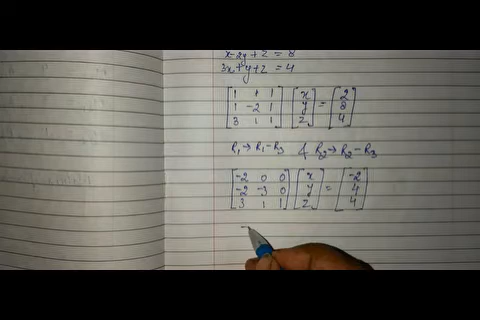 x-2y+z = 8
3x+y+z = 4
[1 1 1] [x] = [2]
[1 -2 1] [y] = [8]
[3 1 1] [z] = [4]
R₁→R₁-R₃ & R₂→R₂-R₃
[-2 0 0] [x] = [-2]
[-2 -3 0] [y] = [4]
[3 1 1] [z] = [4]
-